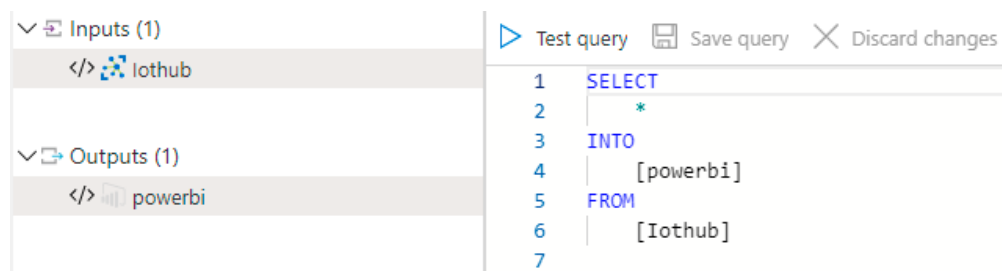 Inputs (1)
</> Iothub
Outputs (1)
</> powerbi
Test query Save query Discard changes
1 SELECT
2 *
3 INTO
4 [powerbi]
5 FROM
6 [Iothub]
7